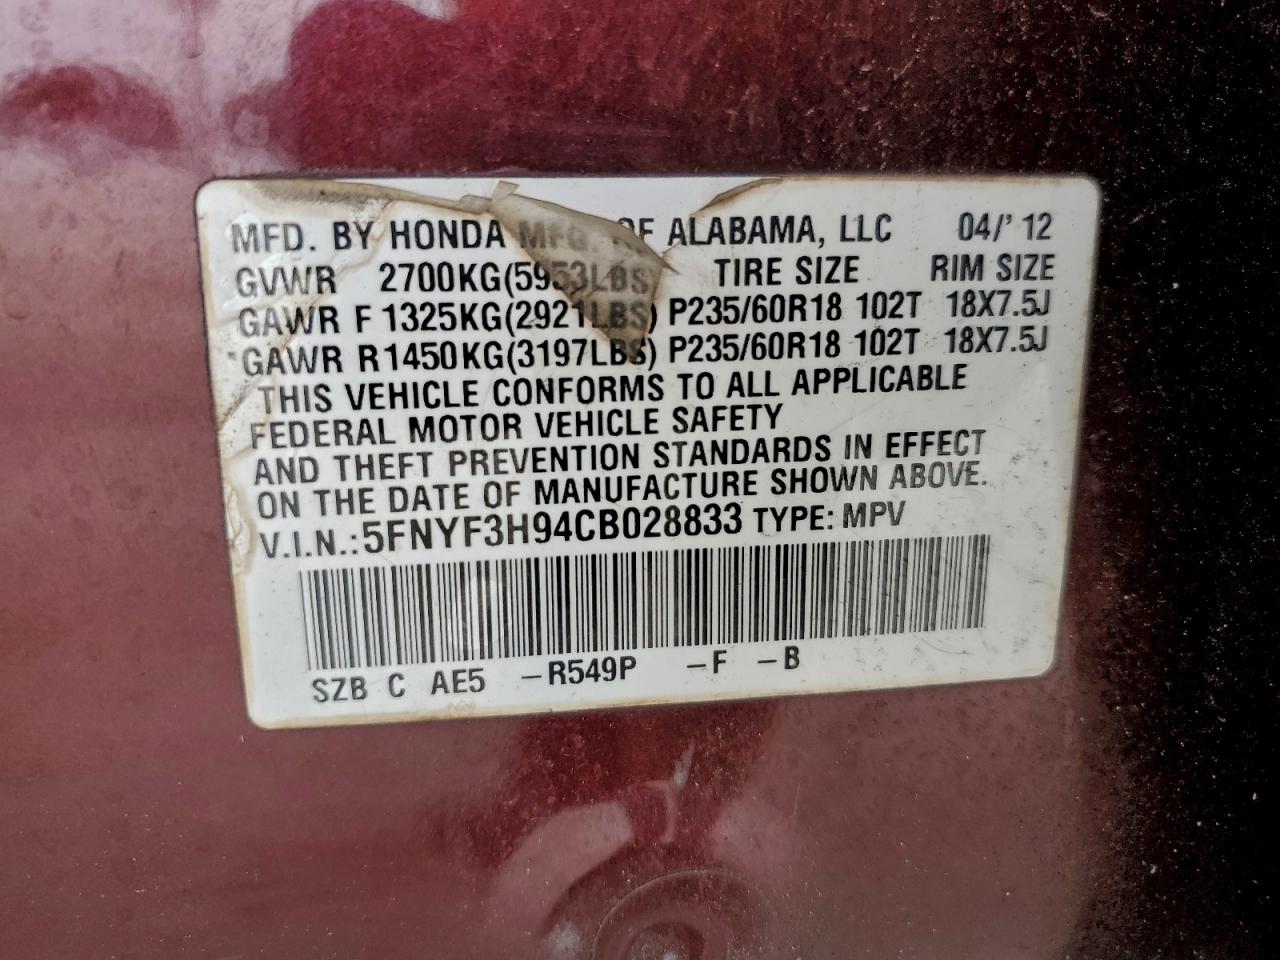 MFD. BY HONDA MFG. OF ALABAMA, LLC 04/' 12
GVWR 2700KG(5953LBS) TIRE SIZE RIM SIZE
GAWR F 1325KG(2921LBS) P235/60R18 102T 18X7.5J
GAWR R1450KG(3197LBS) P235/60R18 102T 18X7.5J
THIS VEHICLE CONFORMS TO ALL APPLICABLE
FEDERAL MOTOR VEHICLE SAFETY
AND THEFT PREVENTION STANDARDS IN EFFECT
ON THE DATE OF MANUFACTURE SHOWN ABOVE.
V.I.N.:5FNYF3H94CB028833 TYPE: MPV
SZB C AE5 –R549P –F –B